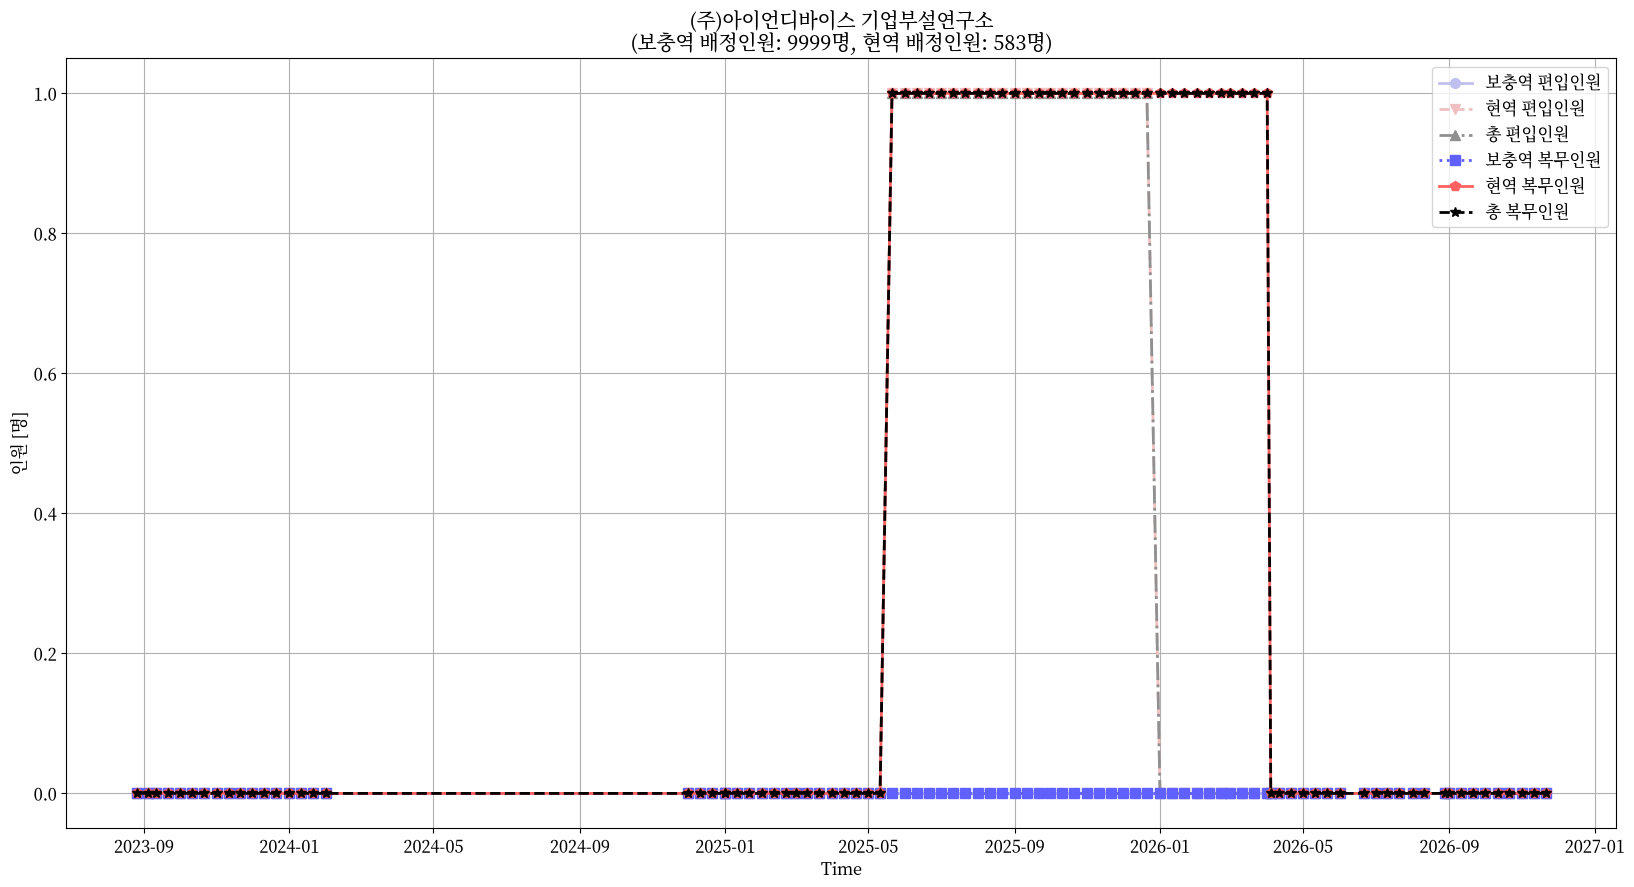 (주)아이언디바이스 기업부설연구소
(보충역 배정인원: 9999명, 현역 배정인원: 583명)
보충역 편입인원
현역 편입인원
총 편입인원
보충역 복무인원
현역 복무인원
총 복무인원
인원 [명]
1.0
0.8
0.6
0.4
0.2
0.0
2023-09
2024-01
2024-05
2024-09
2025-01
2025-05
2025-09
2026-01
2026-05
2026-09
2027-01
Time